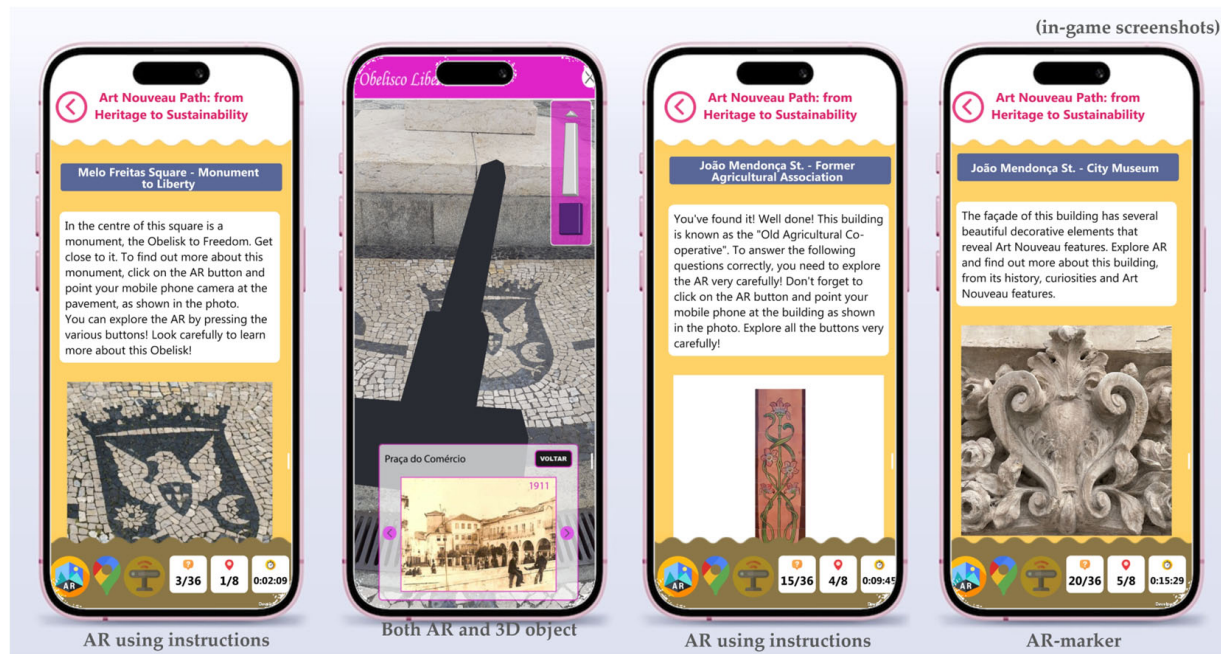 (in-game screenshots)
Art Nouveau Path: from
Heritage to Sustainability
Melo Freitas Square - Monument
to Liberty
In the centre of this square is a
monument, the Obelisk to Freedom. Get
close to it. To find out more about this
monument, click on the AR button and
point your mobile phone camera at the
pavement, as shown in the photo.
You can explore the AR by pressing the
various buttons! Look carefully to learn
more about this Obelisk!
AR
3/36
1/8
0:02:09
AR using instructions
Obelisco Liber
Praça do Comércio
VOLTAR
1911
Both AR and 3D object
Art Nouveau Path: from
Heritage to Sustainability
João Mendonça St. - Former
Agricultural Association
You've found it! Well done! This building
is known as the "Old Agricultural Co-
operative". To answer the following
questions correctly, you need to explore
the AR very carefully! Don't forget to
click on the AR button and point your
mobile phone at the building as shown
in the photo. Explore all the buttons very
carefully!
AR
15/36
4/8
0:09:45
AR using instructions
Art Nouveau Path: from
Heritage to Sustainability
João Mendonça St. - City Museum
The façade of this building has several
beautiful decorative elements that
reveal Art Nouveau features. Explore AR
and find out more about this building,
from its history, curiosities and Art
Nouveau features.
AR
20/36
5/8
0:15:29
AR-marker